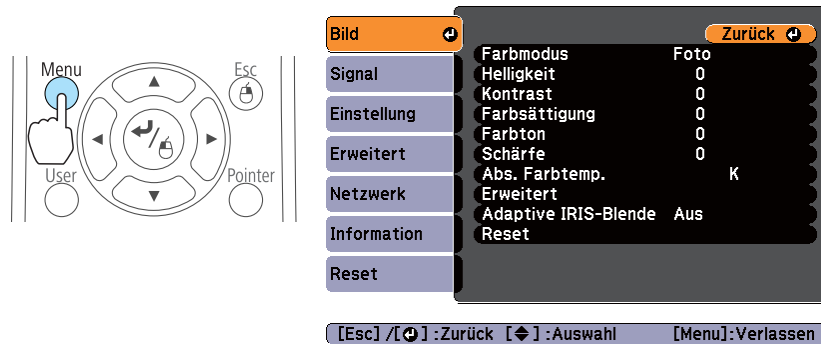 Menu
Esc
User
Pointer
Bild
Signal
Einstellung
Erweitert
Netzwerk
Information
Reset
Zurück
Farbmodus Foto
Helligkeit 0
Kontrast 0
Farbsättigung 0
Farbton 0
Schärfe 0
Abs. Farbtemp. K
Erweitert
Adaptive IRIS-Blende Aus
Reset
[Esc] /[ ] :Zurück [ ] :Auswahl [Menu]:Verlassen